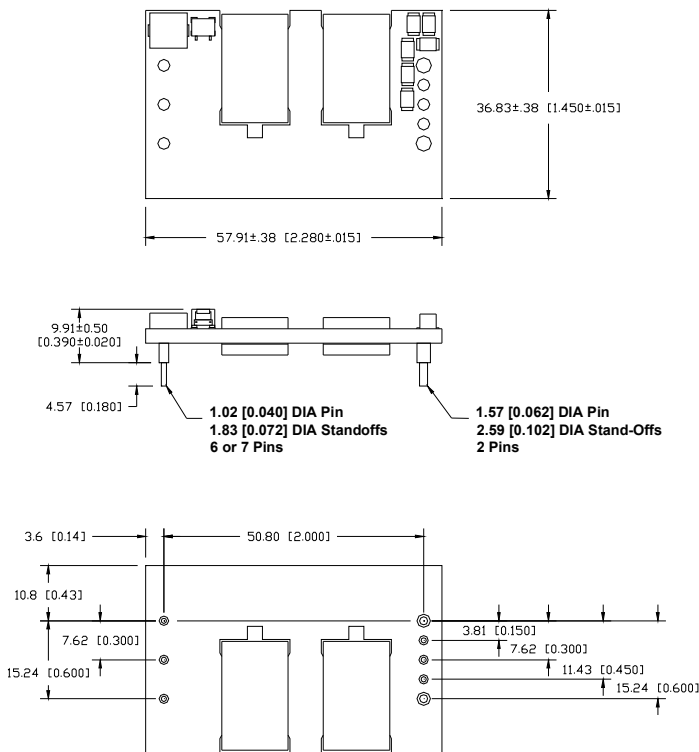 36.83±.38 [1.450±.015]
57.91±.38 [2.280±.015]
9.91±0.50
[0.390±0.020]
4.57 [0.180]
1.02 [0.040] DIA Pin
1.83 [0.072] DIA Standoffs
6 or 7 Pins
1.57 [0.062] DIA Pin
2.59 [0.102] DIA Stand-Offs
2 Pins
3.6 [0.14]
50.80 [2.000]
10.8 [0.43]
7.62 [0.300]
15.24 [0.600]
3.81 [0.150]
7.62 [0.300]
11.43 [0.450]
15.24 [0.600]